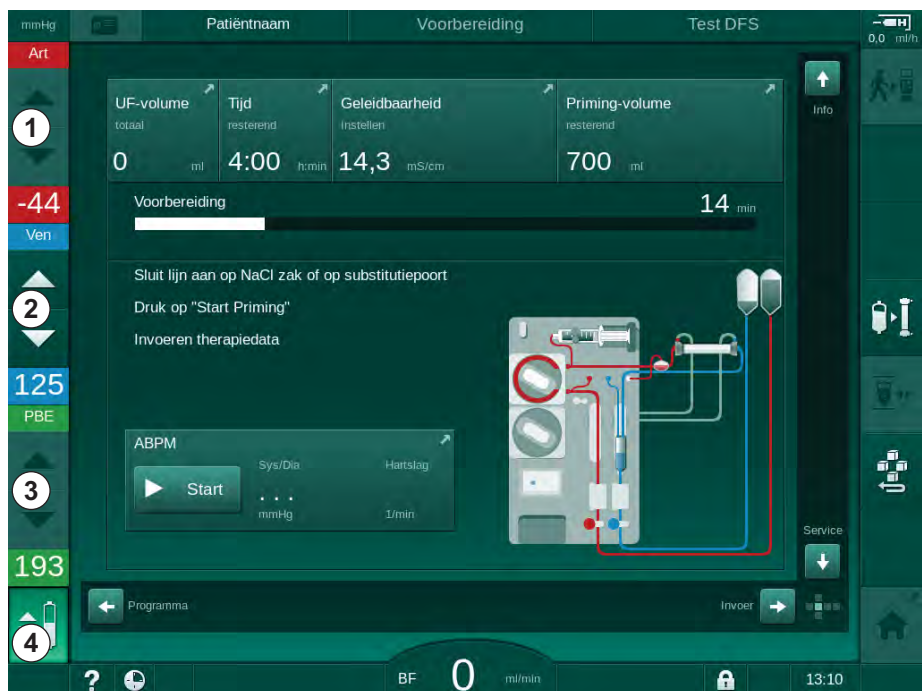 mmHg
Patiëntnaam
Voorbereiding
Test DFS
0,0 ml/h
Art
1
-44
Ven
2
125
PBE
3
193
4
UF-volume
totaal
0 ml
Tijd
resterend
4:00 h:min
Geleidbaarheid
instellen
14,3 mS/cm
Priming-volume
resterend
700 ml
Info
Voorbereiding
14 min
Sluit lijn aan op NaCl zak of op substitutiepoort
Druk op "Start Priming"
Invoeren therapiedata
ABPM
Start
Sys/Dia
. . .
mmHg
Hartslag
1/min
Service
Programma
Invoer
?
BF 0 ml/min
13:10